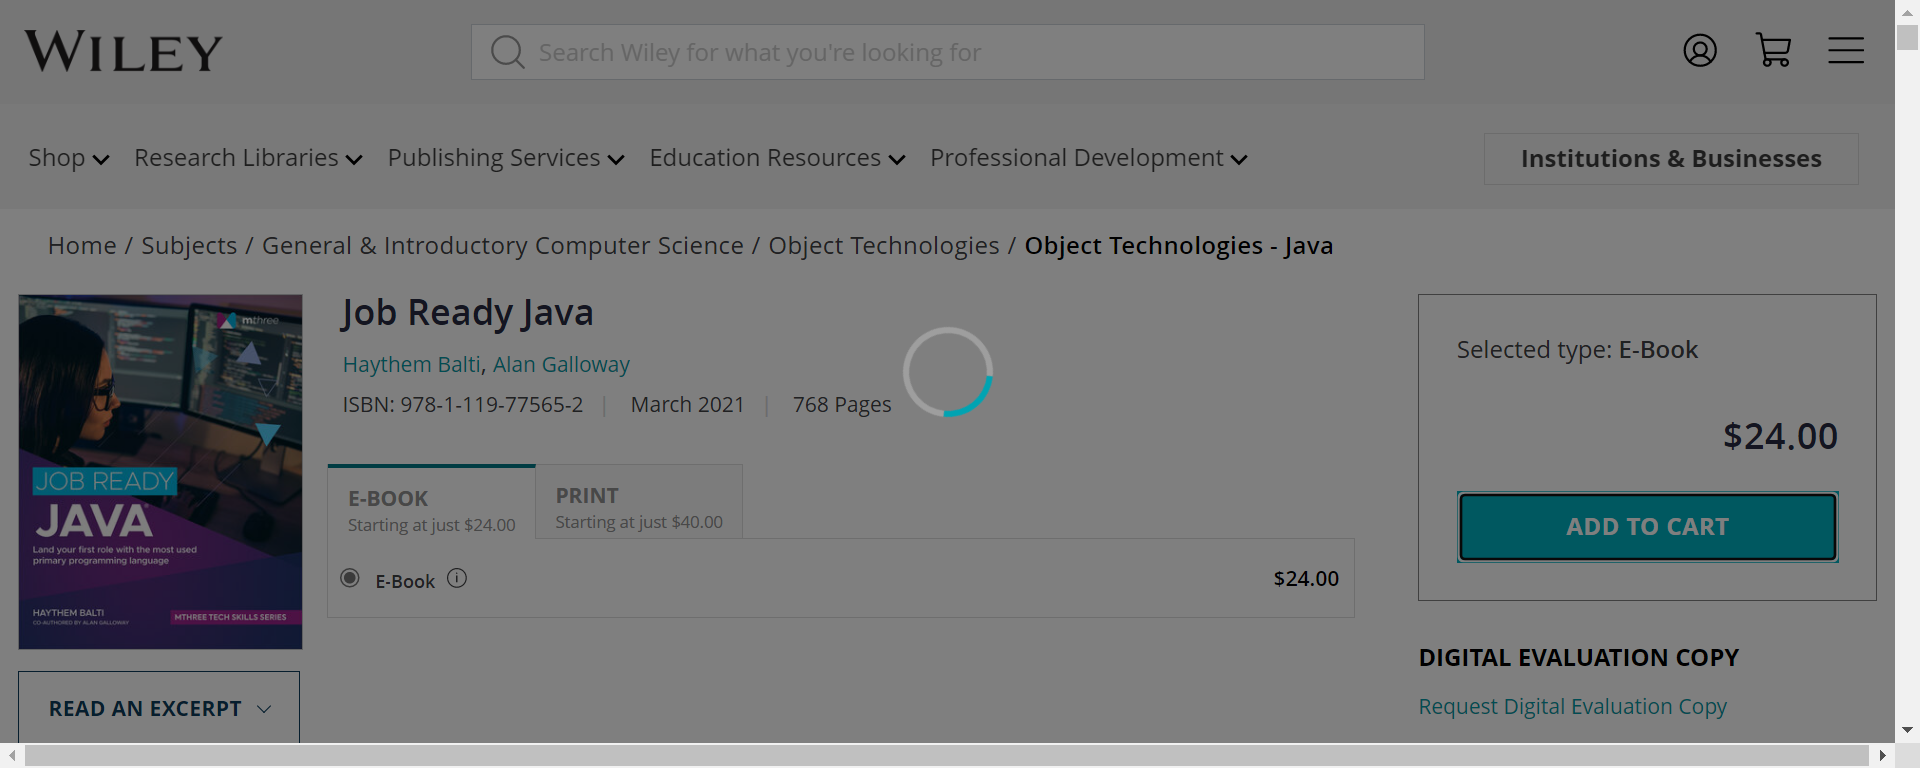 WILEY
Search Wiley for what you're looking for
Shop
Research Libraries
Publishing Services
Education Resources
Professional Development
Institutions & Businesses
Home / Subjects / General & Introductory Computer Science / Object Technologies / Object Technologies - Java
mthree
JOB READY
JAVA
Land your first role with the most used
primary programming language
HAYTHEM BALTI
CO-AUTHORED BY ALAN GALLOWAY
MTHREE TECH SKILLS SERIES
READ AN EXCERPT
Job Ready Java
Haythem Balti, Alan Galloway
ISBN: 978-1-119-77565-2 | March 2021 | 768 Pages
E-BOOK
Starting at just $24.00
PRINT
Starting at just $40.00
E-Book
$24.00
Selected type: E-Book
$24.00
ADD TO CART
DIGITAL EVALUATION COPY
Request Digital Evaluation Copy